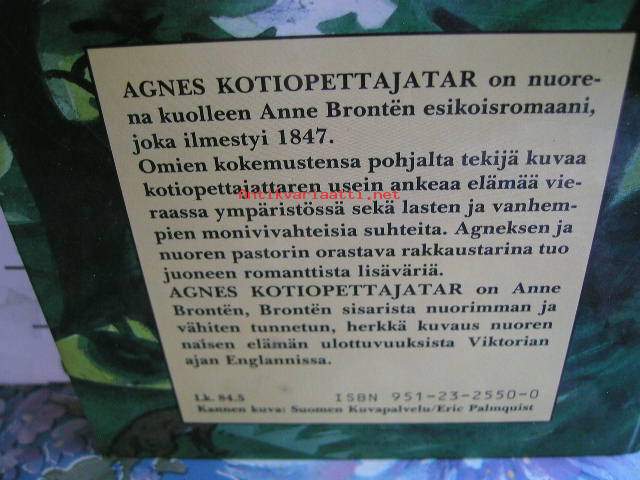 AGNES KOTIOPETTAJATAR on nuore-
na kuolleen Anne Brontën esikoisromaani,
joka ilmestyi 1847.
Omien kokemustensa pohjalta tekijä kuvaa
kotiopettajattaren usein ankeaa elämää vie-
antikvariaatti.net
raassa ympäristössä sekä lasten ja vanhem-
pien monivivahteisia suhteita. Agneksen ja
nuoren pastorin orastava rakkaustarina tuo
juoneen romanttista lisäväriä.
AGNES KOTIOPETTAJATAR on Anne
Brontën, Brontën sisarista nuorimman ja
vähiten tunnetun, herkkä kuvaus nuoren
naisen elämän ulottuvuuksista Viktorian
ajan Englannissa.
Lk. 84.5 ISBN 951-23-2550-0
Kannen kuva: Suomen Kuvapalvelu/Eric Palmquist